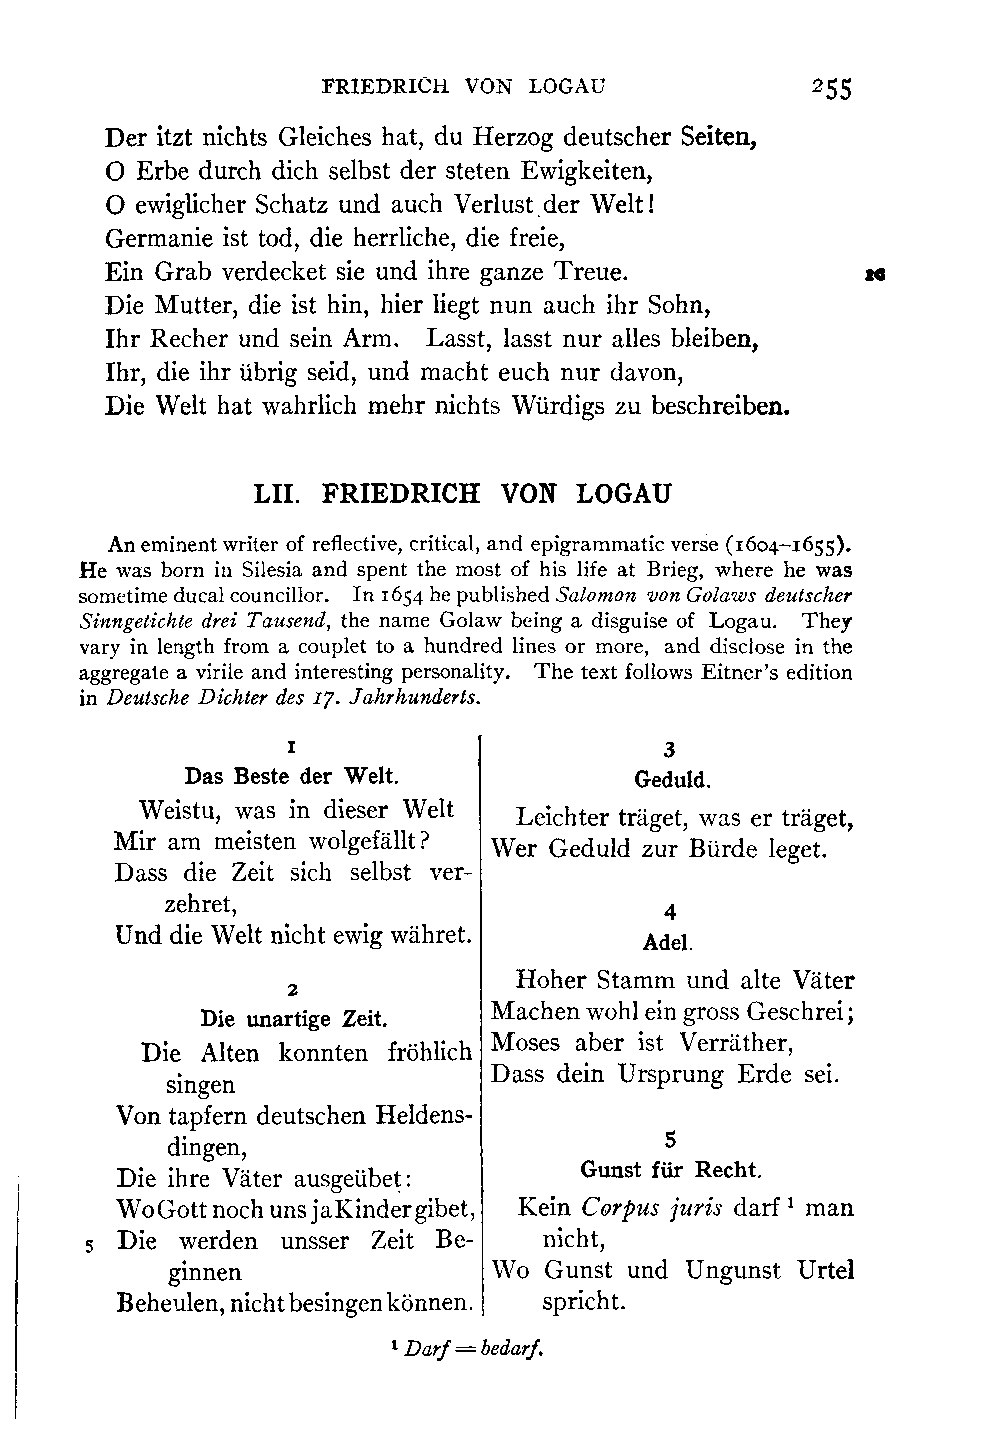 FRIEDRICH VON LOGAU 255
Der itzt nichts Gleiches hat, du Herzog deutscher Seiten,
O Erbe durch dich selbst der steten Ewigkeiten,
O ewiglicher Schatz und auch Verlust der Welt!
Germanie ist tod, die herrliche, die freie,
Ein Grab verdecket sie und ihre ganze Treue.
Die Mutter, die ist hin, hier liegt nun auch ihr Sohn,
Ihr Recher und sein Arm. Lasst, lasst nur alles bleiben,
Ihr, die ihr übrig seid, und macht euch nur davon,
Die Welt hat wahrlich mehr nichts Würdigs zu beschreiben.
LII. FRIEDRICH VON LOGAU
An eminent writer of reflective, critical, and epigrammatic verse (1604–1655).
He was born in Silesia and spent the most of his life at Brieg, where he was
sometime ducal councillor. In 1654 he published Salomon von Golaws deutscher
Sinngetichte drei Tausend, the name Golaw being a disguise of Logau. They
vary in length from a couplet to a hundred lines or more, and disclose in the
aggregate a virile and interesting personality. The text follows Eitner's edition
in Deutsche Dichter des 17. Jahrhunderts.
1
Das Beste der Welt.
Weistu, was in dieser Welt
Mir am meisten wolgefällt?
Dass die Zeit sich selbst ver-
zehret,
Und die Welt nicht ewig währet.
2
Die unartige Zeit.
Die Alten konnten fröhlich
singen
Von tapfern deutschen Heldens-
dingen,
Die ihre Väter ausgeübet:
Wo Gott noch uns ja Kinder gibet,
5 Die werden unsser Zeit Be-
ginnen
Beheulen, nicht besingen können.
3
Geduld.
Leichter träget, was er träget,
Wer Geduld zur Bürde leget.
4
Adel.
Hoher Stamm und alte Väter
Machen wohl ein gross Geschrei;
Moses aber ist Verräther,
Dass dein Ursprung Erde sei.
5
Gunst für Recht.
Kein Corpus juris darf¹ man
nicht,
Wo Gunst und Ungunst Urtel
spricht.
¹ Darf = bedarf.